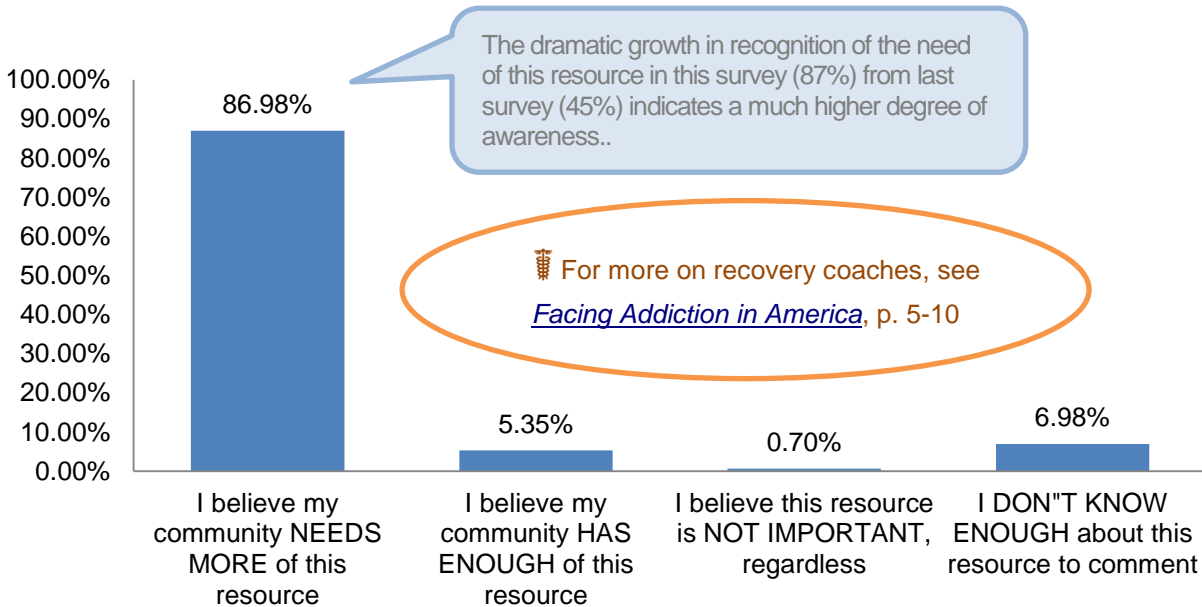 The dramatic growth in recognition of the need
of this resource in this survey (87%) from last
survey (45%) indicates a much higher degree of
awareness..
100.00%
90.00%
80.00%
70.00%
60.00%
50.00%
40.00%
30.00%
20.00%
10.00%
0.00%
86.98%
5.35%
0.70%
6.98%
For more on recovery coaches, see
Facing Addiction in America, p. 5-10
I believe my
community NEEDS
MORE of this
resource
I believe my
community HAS
ENOUGH of this
resource
I believe this resource
is NOT IMPORTANT,
regardless
I DON"T KNOW
ENOUGH about this
resource to comment